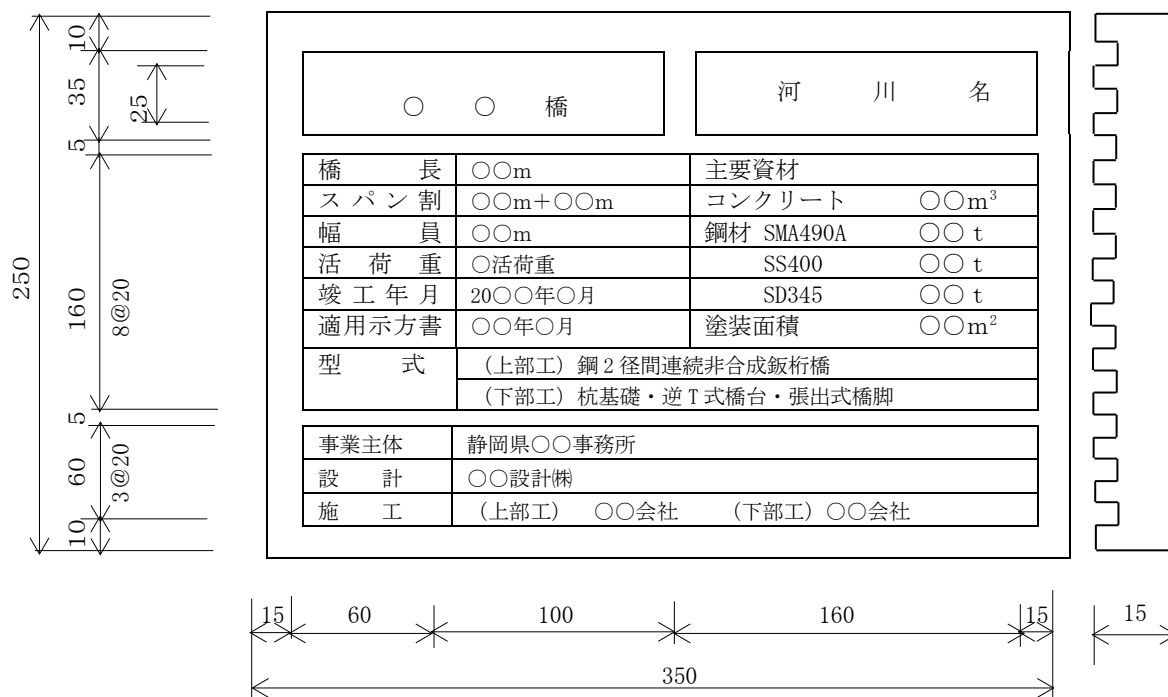 ○ ○ 橋
河 川 名
橋 長 ○○m 主要資材
スパン割 ○○m+○○m コンクリート ○○m³
幅 員 ○○m 鋼材 SMA490A ○○t
活荷重 ○活荷重 SS400 ○○t
竣工年月 20○○年○月 SD345 ○○t
適用示方書 ○○年○月 塗装面積 ○○m²
型 式 (上部工)鋼2径間連続非合成鈑桁橋
(下部工)杭基礎・逆T式橋台・張出式橋脚
事業主体 静岡県○○事務所
設 計 ○○設計㈱
施 工 (上部工) ○○会社 (下部工)○○会社
250
10
35
25
5
160
8@20
5
60
3@20
10
15 60 100 160 15
350
15